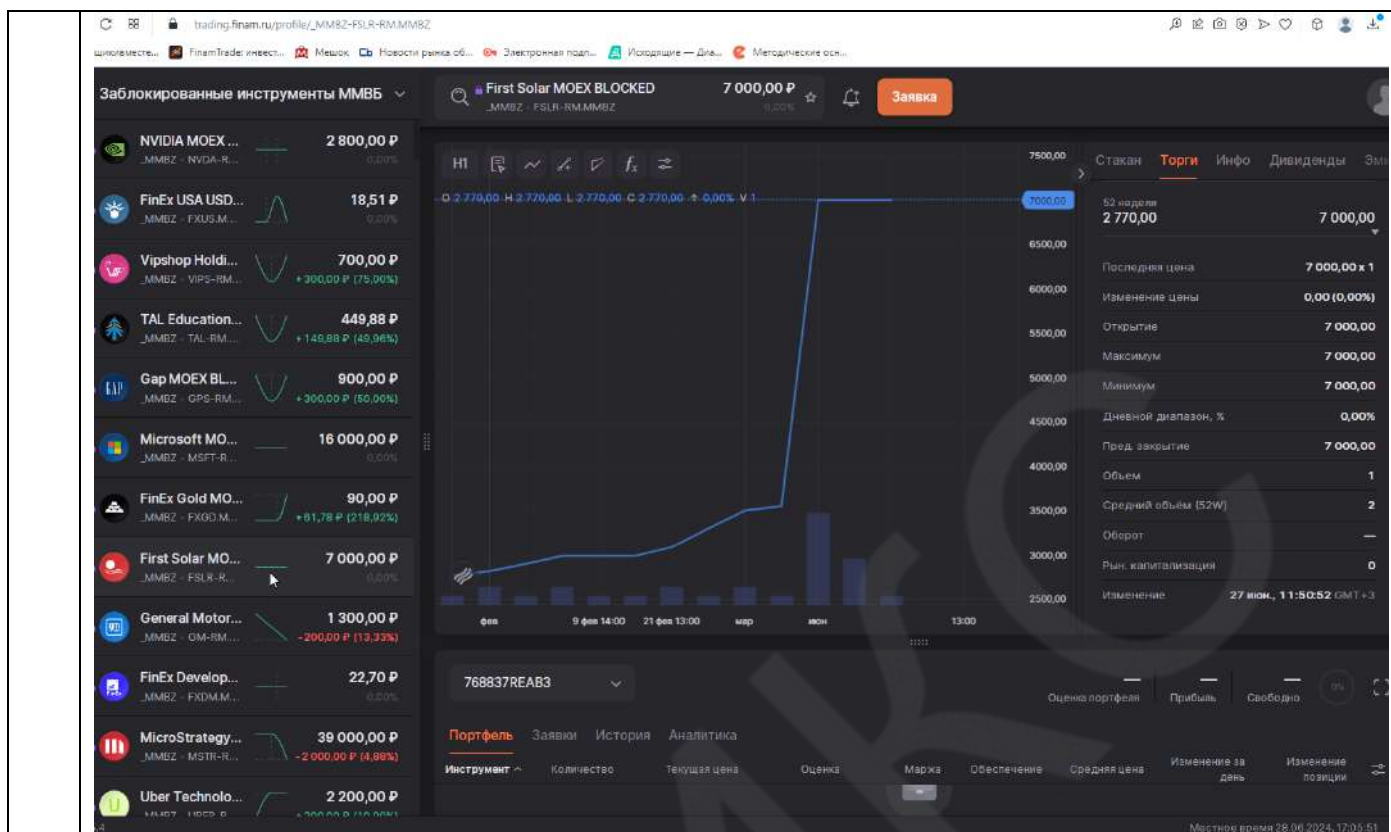 trading.finam.ru/profile/_MMBZ-FSLR-RM.MMBZ
FinamTrade: инвест... Мешок Новости рынка об... Электронная подп... Исходящие — Диа... Методические осн...
Заблокированные инструменты ММВБ
First Solar MOEX BLOCKED 7 000,00 ₽
_MMBZ - FSLR-RM.MMBZ 0,00%
Заявка
NVIDIA MOEX ... 2 800,00 ₽
_MMBZ - NVDA-R... 0,00%
FinEx USA USD... 18,51 ₽
_MMBZ - FXUS.M... 0,00%
Vipshop Holdi... 700,00 ₽
_MMBZ - VIPS-RM... +300,00 ₽ (75,00%)
TAL Education... 449,88 ₽
_MMBZ - TAL-RM.... +149,88 ₽ (49,96%)
Gap MOEX BL... 900,00 ₽
_MMBZ - GPS-RM... +300,00 ₽ (50,00%)
Microsoft MO... 16 000,00 ₽
_MMBZ - MSFT-R... 0,00%
FinEx Gold MO... 90,00 ₽
_MMBZ - FXGD.M... +61,78 ₽ (218,92%)
First Solar MO... 7 000,00 ₽
_MMBZ - FSLR-R... 0,00%
General Motor... 1 300,00 ₽
_MMBZ - GM-RM.... -200,00 ₽ (13,33%)
FinEx Develop... 22,70 ₽
_MMBZ - FXDM.M... 0,00%
MicroStrategy... 39 000,00 ₽
_MMBZ - MSTR-R... -2 000,00 ₽ (4,88%)
Uber Technolo... 2 200,00 ₽
H1
O 2 770,00 H 2 770,00 L 2 770,00 C 2 770,00 ↑ 0,00% V 1
7500,00
7000,00
6500,00
6000,00
5500,00
5000,00
4500,00
4000,00
3500,00
3000,00
2500,00
фев 9 фев 14:00 21 фев 13:00 мар июн 13:00
Стакан Торги Инфо Дивиденды Эми
52 недели
2 770,00 7 000,00
Последняя цена 7 000,00 x 1
Изменение цены 0,00 (0,00%)
Открытие 7 000,00
Максимум 7 000,00
Минимум 7 000,00
Дневной диапазон, % 0,00%
Пред. закрытие 7 000,00
Объем 1
Средний объём (52W) 2
Оборот —
Рын. капитализация 0
Изменение 27 июн., 11:50:52 GMT+3
768837REAB3
— — — 0%
Оценка портфеля Прибыль Свободно
Портфель Заявки История Аналитика
Инструмент Количество Текущая цена Оценка Маржа Обеспечение Средняя цена Изменение за день Изменение позиции
Местное время 28.06.2024, 17:05:51